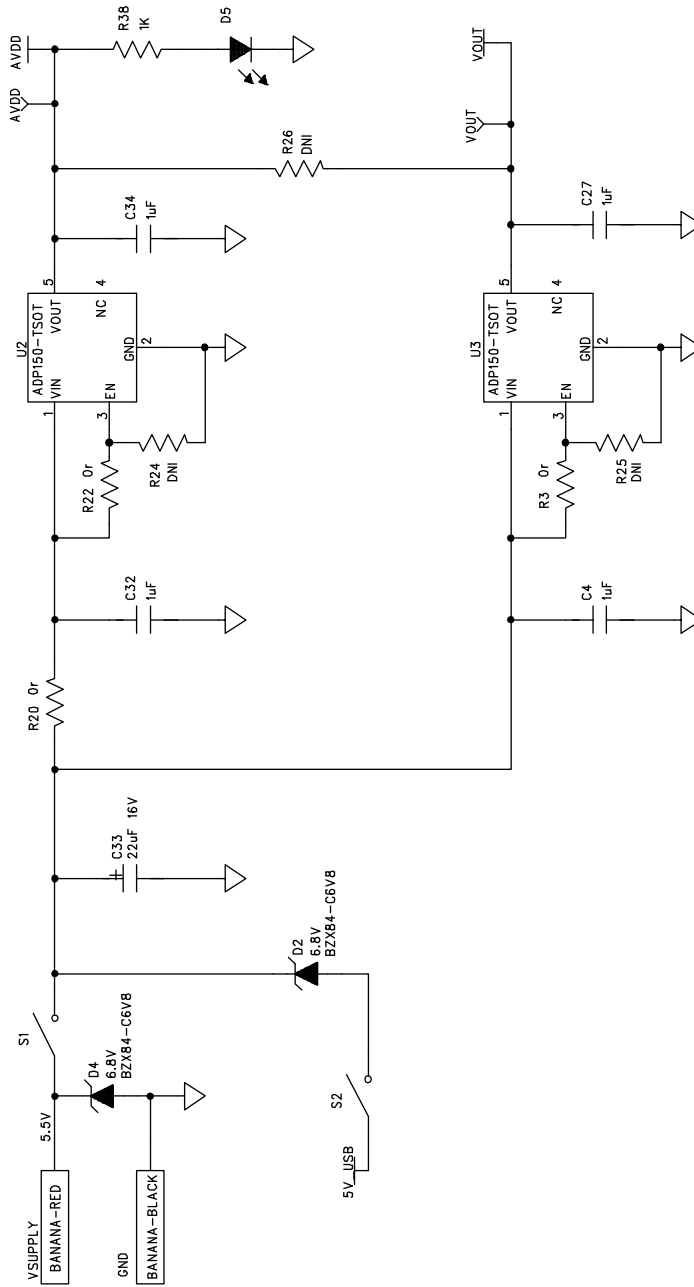 VSUPPLY
BANANA-RED
GND
BANANA-BLACK
5.5V
D4
6.8V
BZX84-C6V8
S1
5V_USB
S2
D2
6.8V
BZX84-C6V8
C33
22uF 16V
R20 0r
C32
1uF
R22 0r
R24
DNI
U2
ADP150-TSOT
1
VIN
VOUT
5
3
EN
NC
4
GND
2
C34
1uF
AVDD
AVDD
R38
1K
D5
R26
DNI
C4
1uF
R3 0r
R25
DNI
U3
ADP150-TSOT
1
VIN
VOUT
5
3
EN
NC
4
GND
2
C27
1uF
VOUT
VOUT